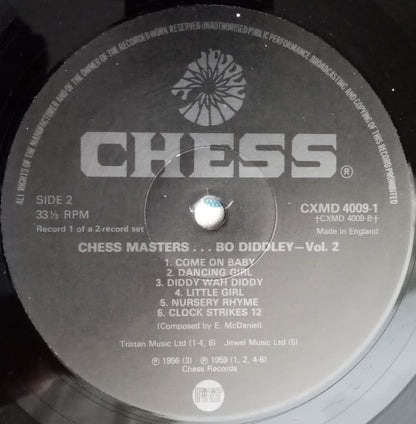 ALL RIGHTS OF THE MANUFACTURER AND OF THE OWNER OF THE RECORDED WORK RESERVED UNAUTHORISED PUBLIC PERFORMANCE BROADCASTING AND COPYING OF THIS RECORD PROHIBITED
CHESS®
SIDE 2
33⅓ RPM
Record 1 of a 2-record set
CXMD 4009-1
†CXMD 4009-B†
Made in England
CHESS MASTERS . . . BO DIDDLEY—Vol. 2
1. COME ON BABY
2. DANCING GIRL
3. DIDDY WAH DIDDY
4. LITTLE GIRL
5. NURSERY RHYME
6. CLOCK STRIKES 12
(Composed by E. McDaniel)
Tristan Music Ltd (1-4, 6) Jewel Music Ltd (5)
℗ 1956 (3) ℗ 1959 (1, 2, 4-6)
Chess Records